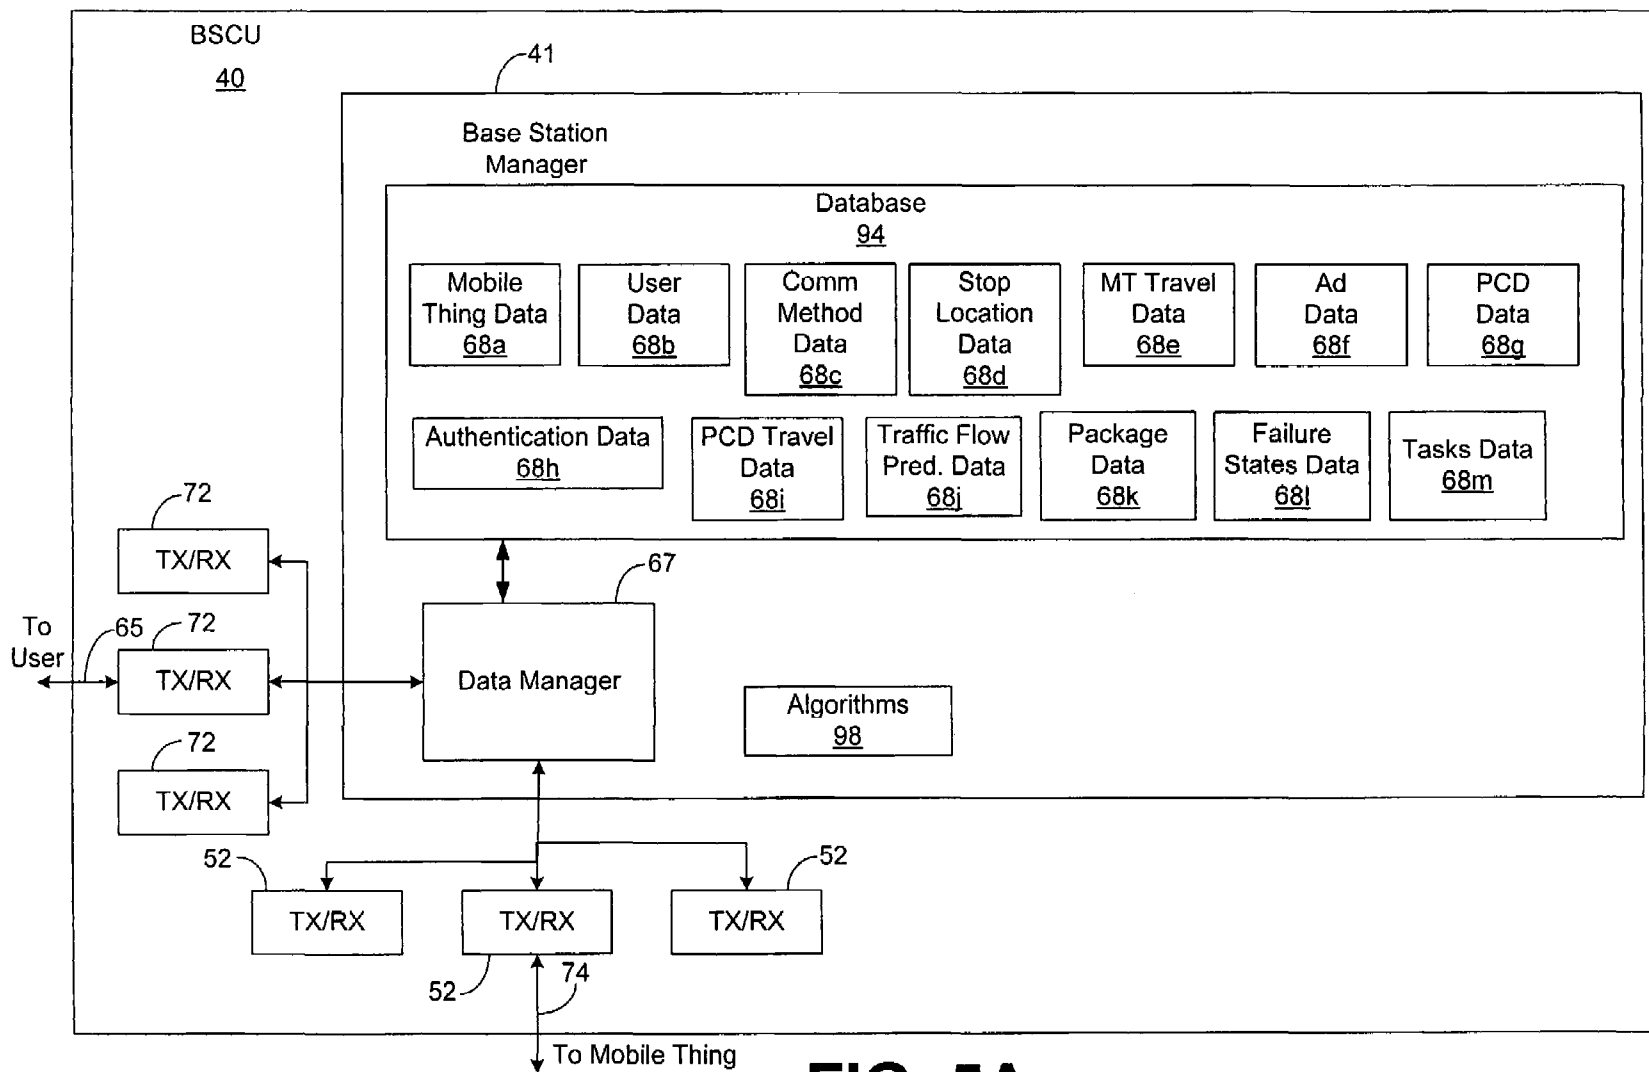 BSCU
40
41
Base Station
Manager
Database
94
Mobile
Thing Data
68a
User
Data
68b
Comm
Method
Data
68c
Stop
Location
Data
68d
MT Travel
Data
68e
Ad
Data
68f
PCD
Data
68g
Authentication Data
68h
PCD Travel
Data
68i
Traffic Flow
Pred. Data
68j
Package
Data
68k
Failure
States Data
68l
Tasks Data
68m
72
TX/RX
67
To
User
65
72
TX/RX
Data Manager
Algorithms
98
72
TX/RX
52
TX/RX
TX/RX
52
52
TX/RX
74
To Mobile Thing
FIG. 5A